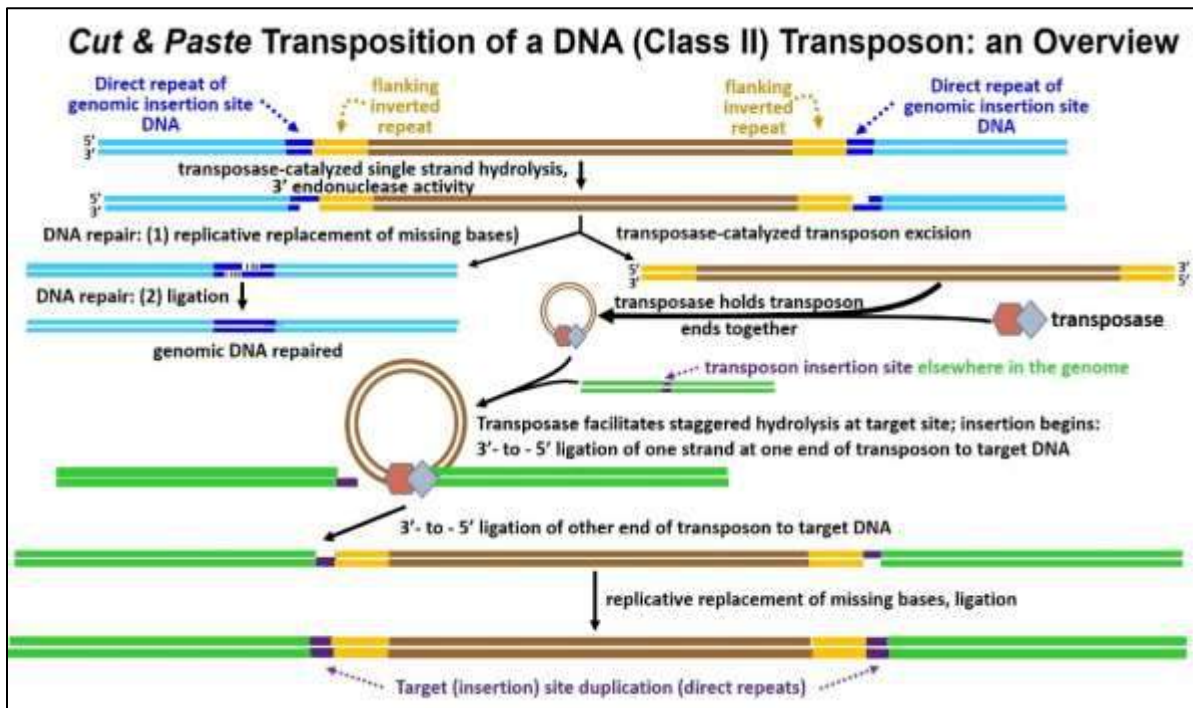 Cut & Paste Transposition of a DNA (Class II) Transposon: an Overview
Direct repeat of
genomic insertion site
DNA
flanking
inverted
repeat
flanking
inverted
repeat
Direct repeat of
genomic insertion site
DNA
5'
3'
transposase-catalyzed single strand hydrolysis,
3' endonuclease activity
5'
3'
DNA repair: (1) replicative replacement of missing bases)
transposase-catalyzed transposon excision
5'
3'
3'
5'
DNA repair: (2) ligation
transposase holds transposon
ends together
transposase
genomic DNA repaired
transposon insertion site elsewhere in the genome
Transposase facilitates staggered hydrolysis at target site; insertion begins:
3'- to - 5' ligation of one strand at one end of transposon to target DNA
3'- to - 5' ligation of other end of transposon to target DNA
replicative replacement of missing bases, ligation
Target (insertion) site duplication (direct repeats)